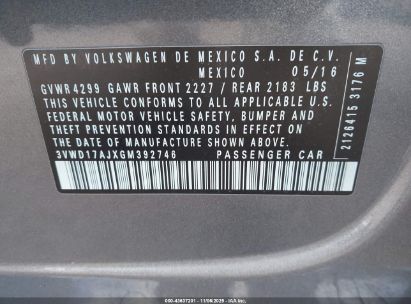 MFD BY VOLKSWAGEN DE MEXICO S.A. DE C.V.
MEXICO 05/16
GVWR 4299 GAWR FRONT 2227 / REAR 2183 LBS
THIS VEHICLE CONFORMS TO ALL APPLICABLE U.S.
FEDERAL MOTOR VEHICLE SAFETY, BUMPER AND
THEFT PREVENTION STANDARDS IN EFFECT ON
THE DATE OF MANUFACTURE SHOWN ABOVE.
3VWD17AJXGM392746 PASSENGER CAR
2126415 3176 M